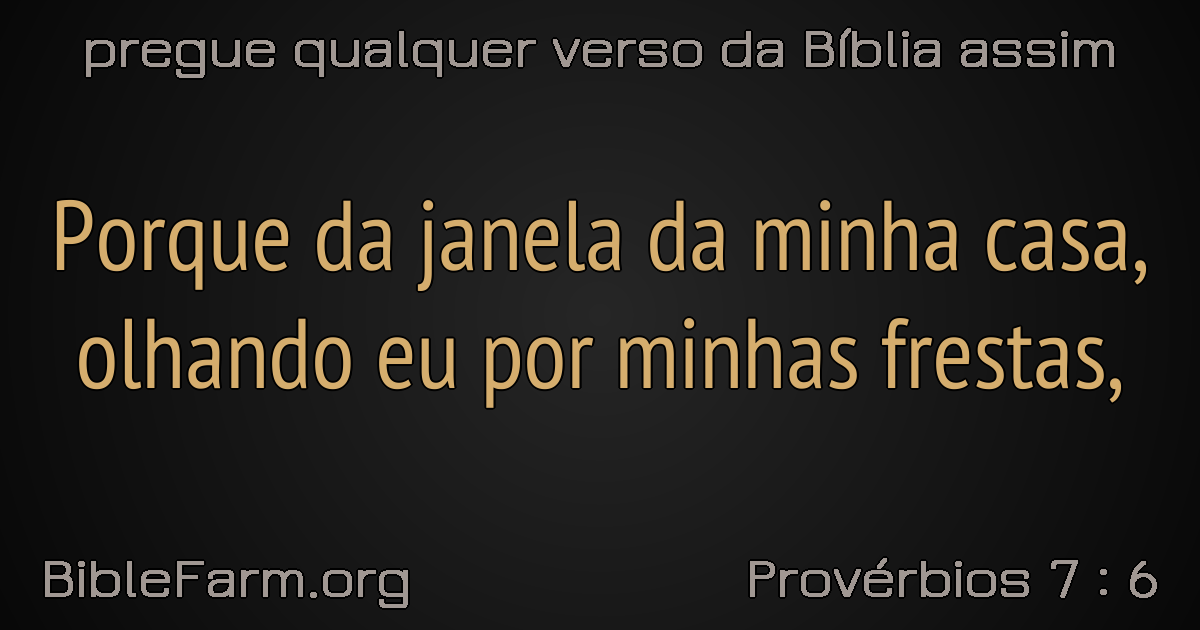 pregue qualquer verso da Bíblia assim
Porque da janela da minha casa,
olhando eu por minhas frestas,
BibleFarm.org
Provérbios 7 : 6